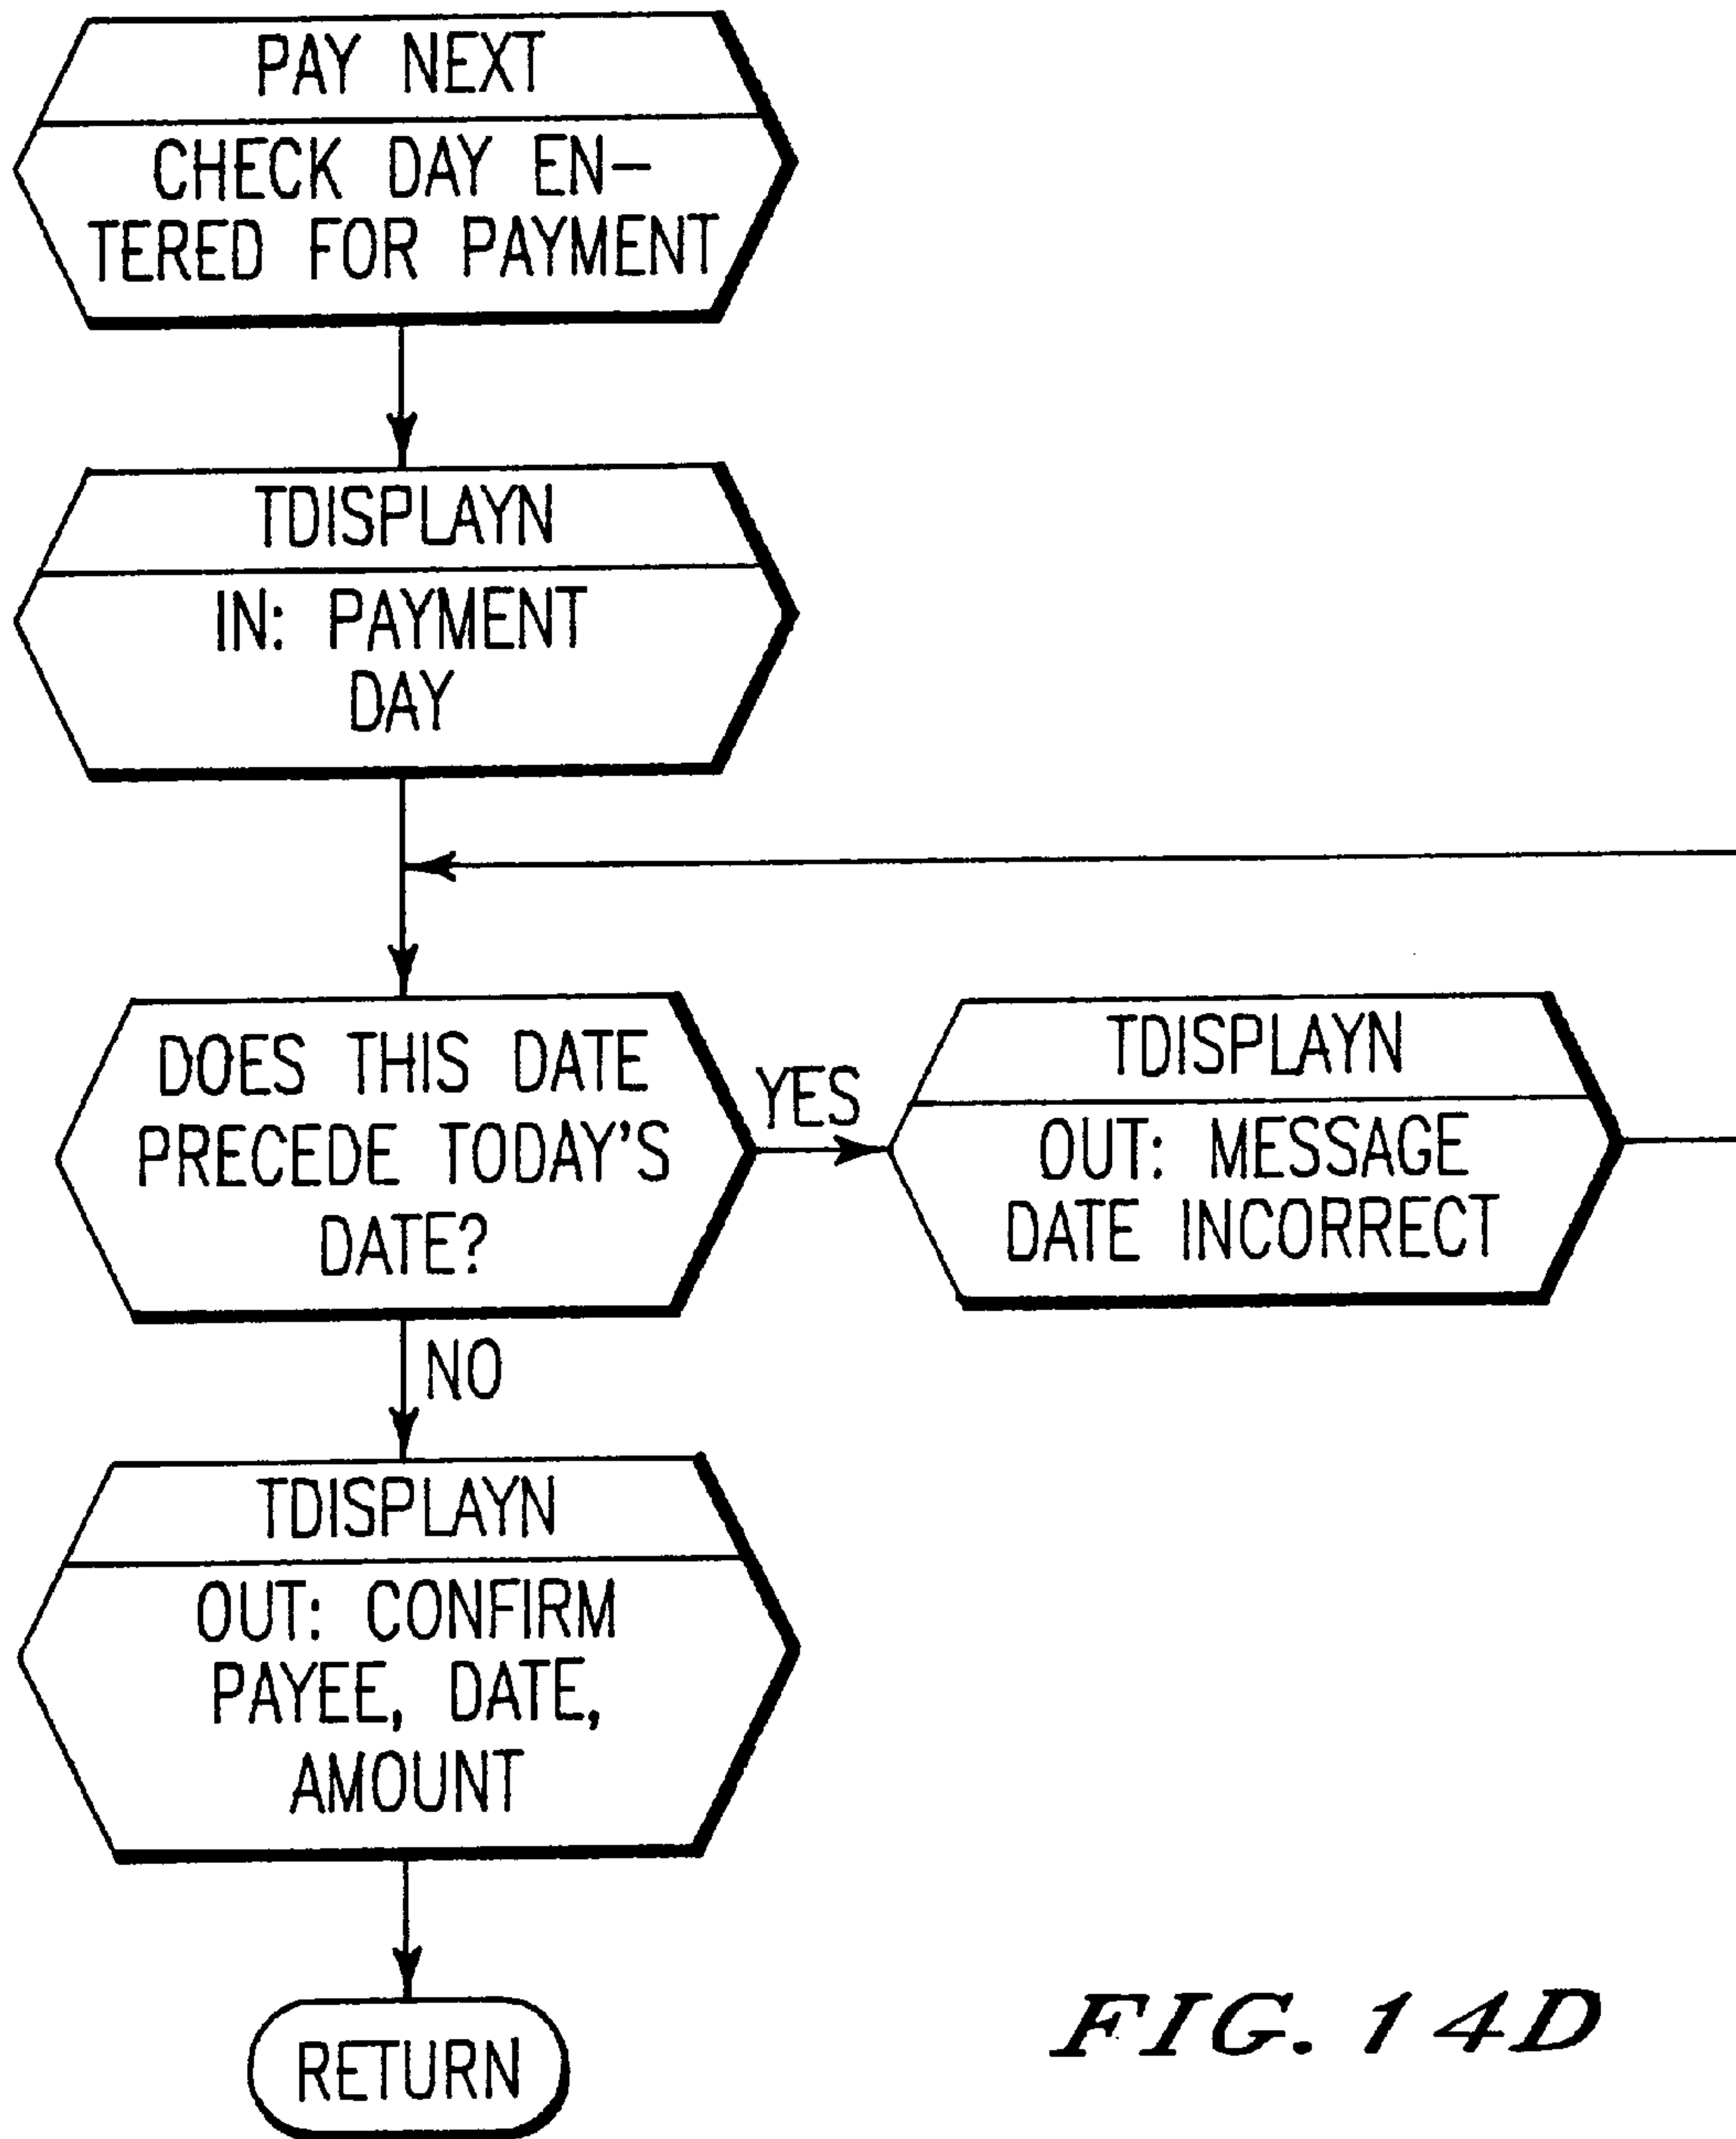 PAY NEXT
CHECK DAY EN-
TERED FOR PAYMENT
TDISPLAYN
IN: PAYMENT
DAY
DOES THIS DATE
PRECEDE TODAY'S
DATE?
YES
TDISPLAYN
OUT: MESSAGE
DATE INCORRECT
NO
TDISPLAYN
OUT: CONFIRM
PAYEE, DATE,
AMOUNT
RETURN
FIG. 14D